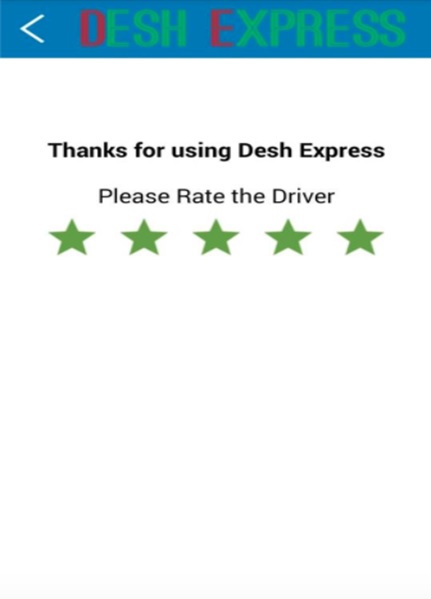 DESH EXPRESS
Thanks for using Desh Express
Please Rate the Driver